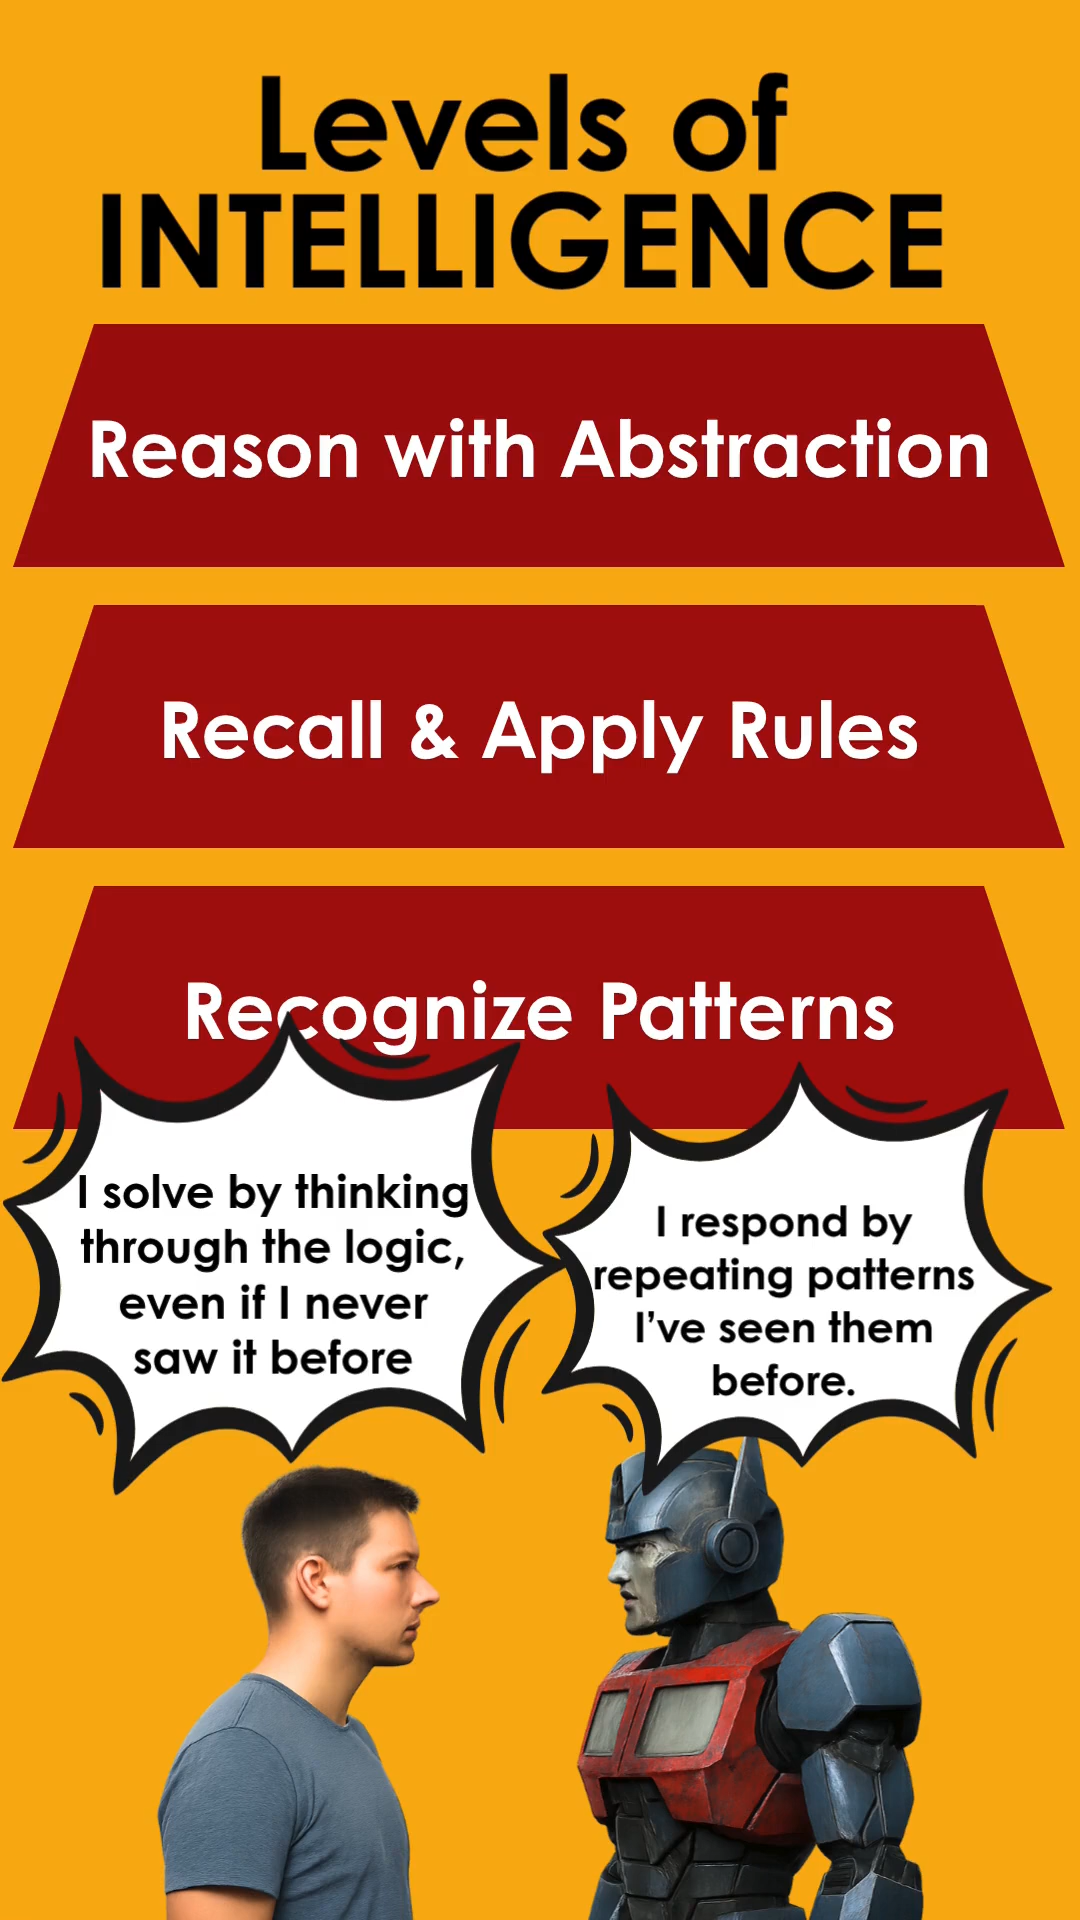 Levels of
INTELLIGENCE
Reason with Abstraction
Recall & Apply Rules
Recognize Patterns
I solve by thinking
through the logic,
even if I never
saw it before
I respond by
repeating patterns
I've seen them
before.